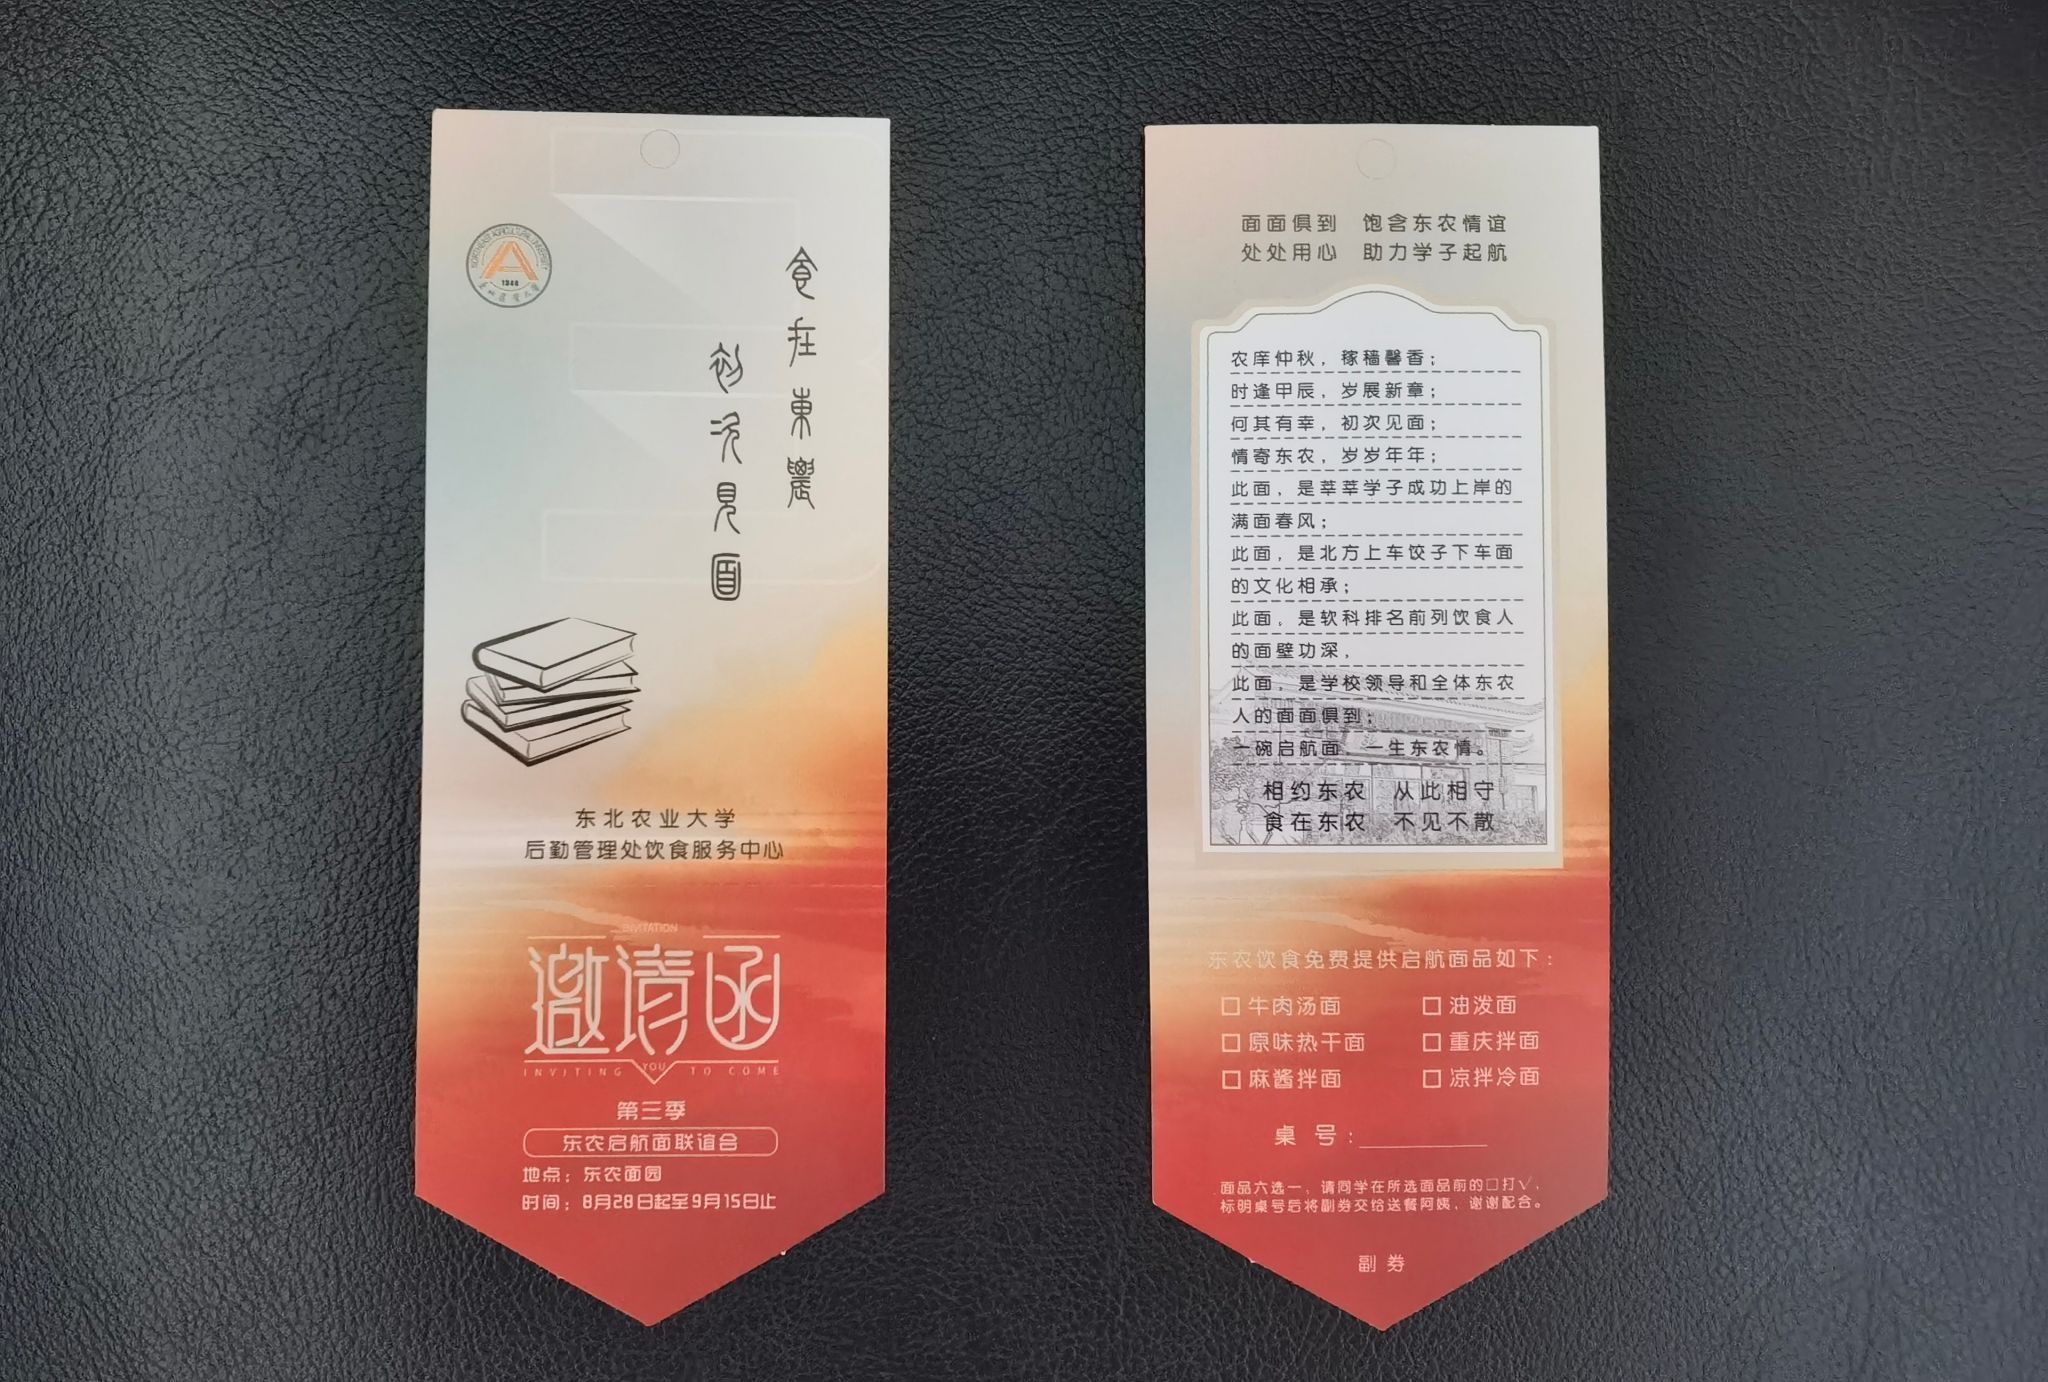 NORTHEAST AGRICULTURAL UNIVERSITY
1948
东北农业大学
食在東農
初次見面
东北农业大学
后勤管理处饮食服务中心
INVITATION
邀请函
INVITING YOU TO COME
第三季
东农启航面联谊会
地点：东农面园
时间：8月28日起至9月15日止
面面俱到 饱含东农情谊
处处用心 助力学子起航
农庠仲秋，稼穑馨香；
时逢甲辰，岁展新章；
何其有幸，初次见面；
情寄东农，岁岁年年；
此面，是莘莘学子成功上岸的
满面春风；
此面，是北方上车饺子下车面
的文化相承；
此面，是软科排名前列饮食人
的面壁功深，
此面，是学校领导和全体东农
人的面面俱到；
一碗启航面，一生东农情。
相约东农 从此相守
食在东农 不见不散
东农饮食免费提供启航面品如下：
□牛肉汤面 □油泼面
□原味热干面 □重庆拌面
□麻酱拌面 □凉拌冷面
桌 号：
面品六选一，请同学在所选面品前的□打√，
标明桌号后将副券交给送餐阿姨，谢谢配合。
副 券